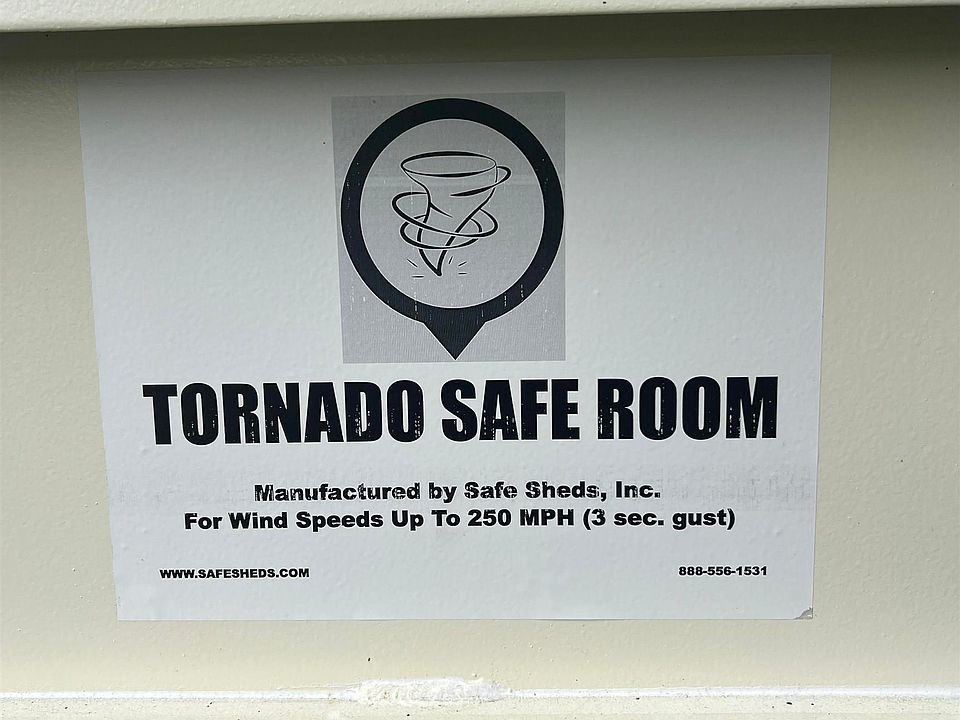 TORNADO SAFE ROOM
Manufactured by Safe Sheds, Inc.
For Wind Speeds Up To 250 MPH (3 sec. gust)
WWW.SAFESHEDS.COM
888-556-1531